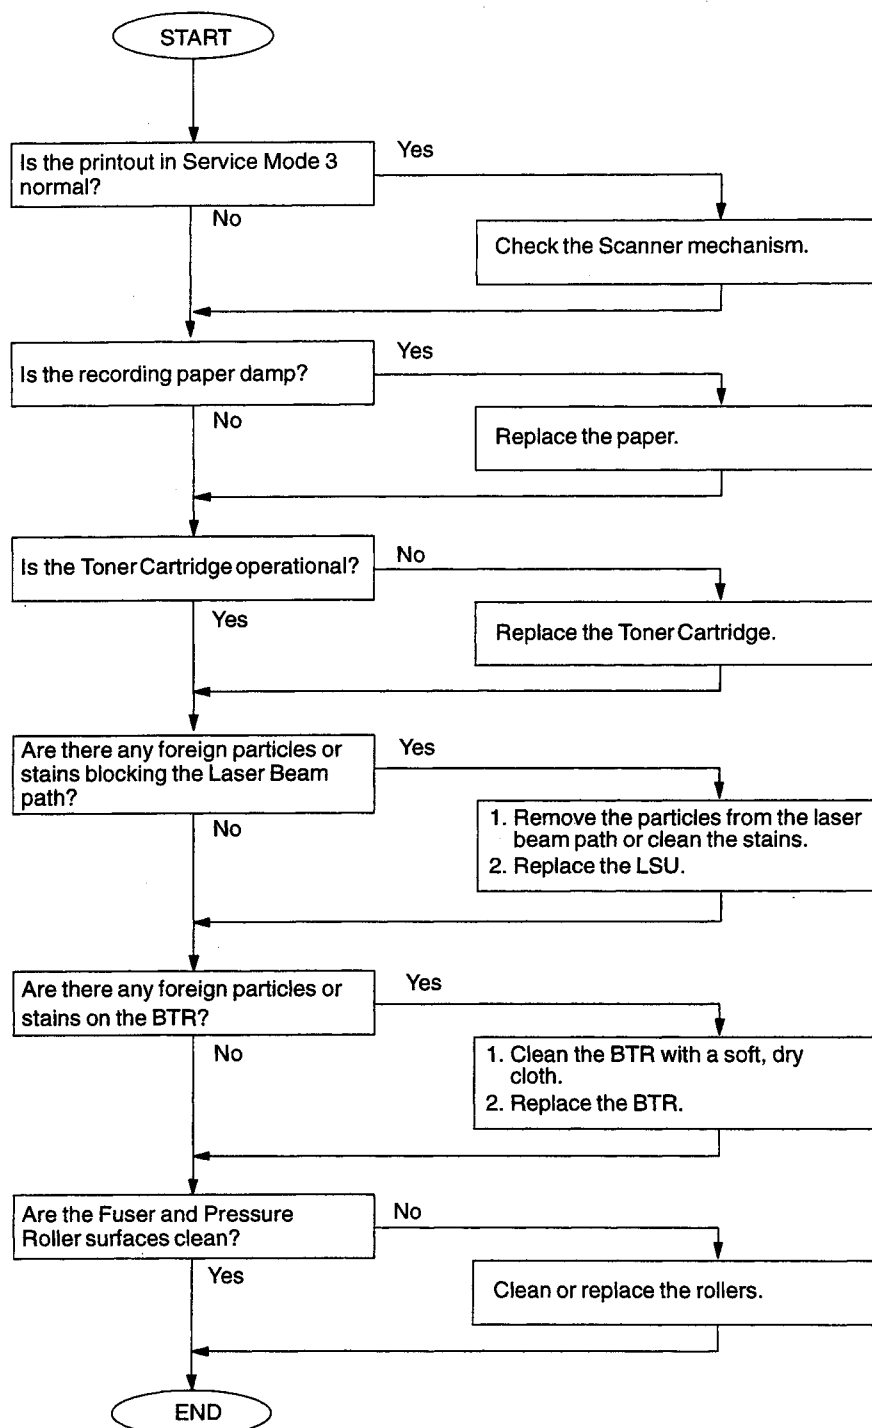 START
Is the printout in Service Mode 3
normal?
Yes
No
Check the Scanner mechanism.
Is the recording paper damp?
Yes
No
Replace the paper.
Is the Toner Cartridge operational?
No
Yes
Replace the Toner Cartridge.
Are there any foreign particles or
stains blocking the Laser Beam
path?
Yes
No
1. Remove the particles from the laser
beam path or clean the stains.
2. Replace the LSU.
Are there any foreign particles or
stains on the BTR?
Yes
No
1. Clean the BTR with a soft, dry
cloth.
2. Replace the BTR.
Are the Fuser and Pressure
Roller surfaces clean?
No
Yes
Clean or replace the rollers.
END